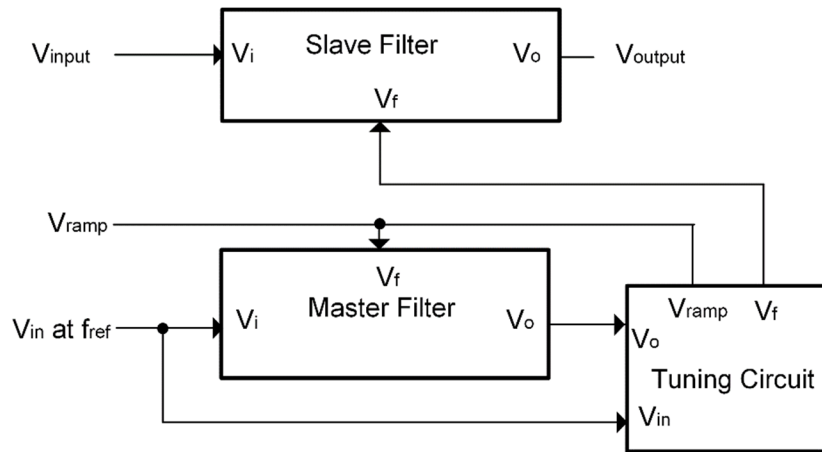 Slave Filter
Vinput
Vi
Vo
Voutput
Vf
Vramp
Vf
Master Filter
Vin at fref
Vi
Vo
Vramp
Vf
Vo
Tuning Circuit
Vin